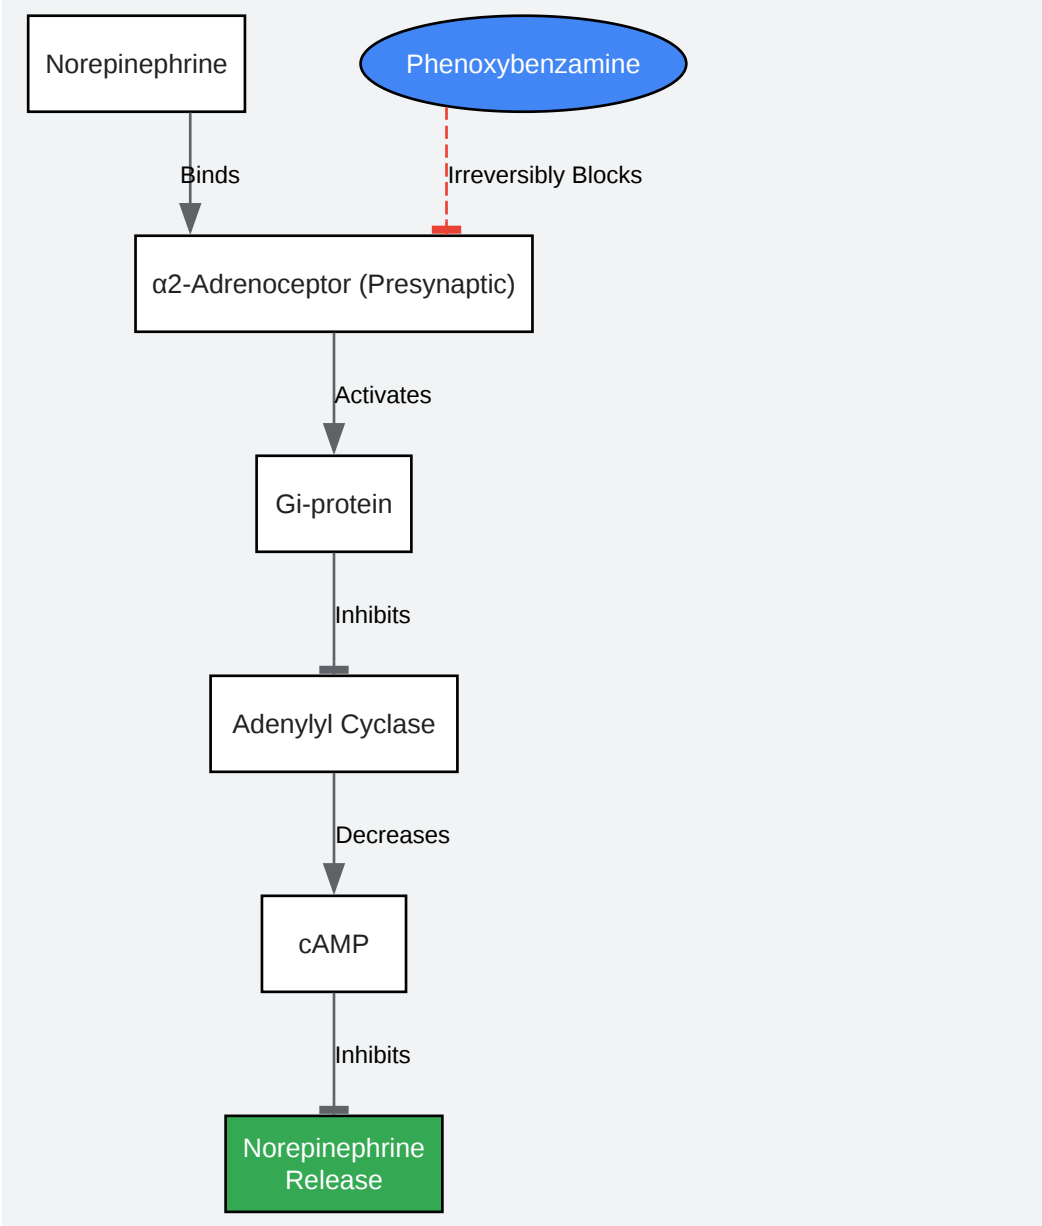 Norepinephrine
Phenoxybenzamine
Binds
Irreversibly Blocks
α2-Adrenoceptor (Presynaptic)
Activates
Gi-protein
Inhibits
Adenylyl Cyclase
Decreases
cAMP
Inhibits
Norepinephrine
Release